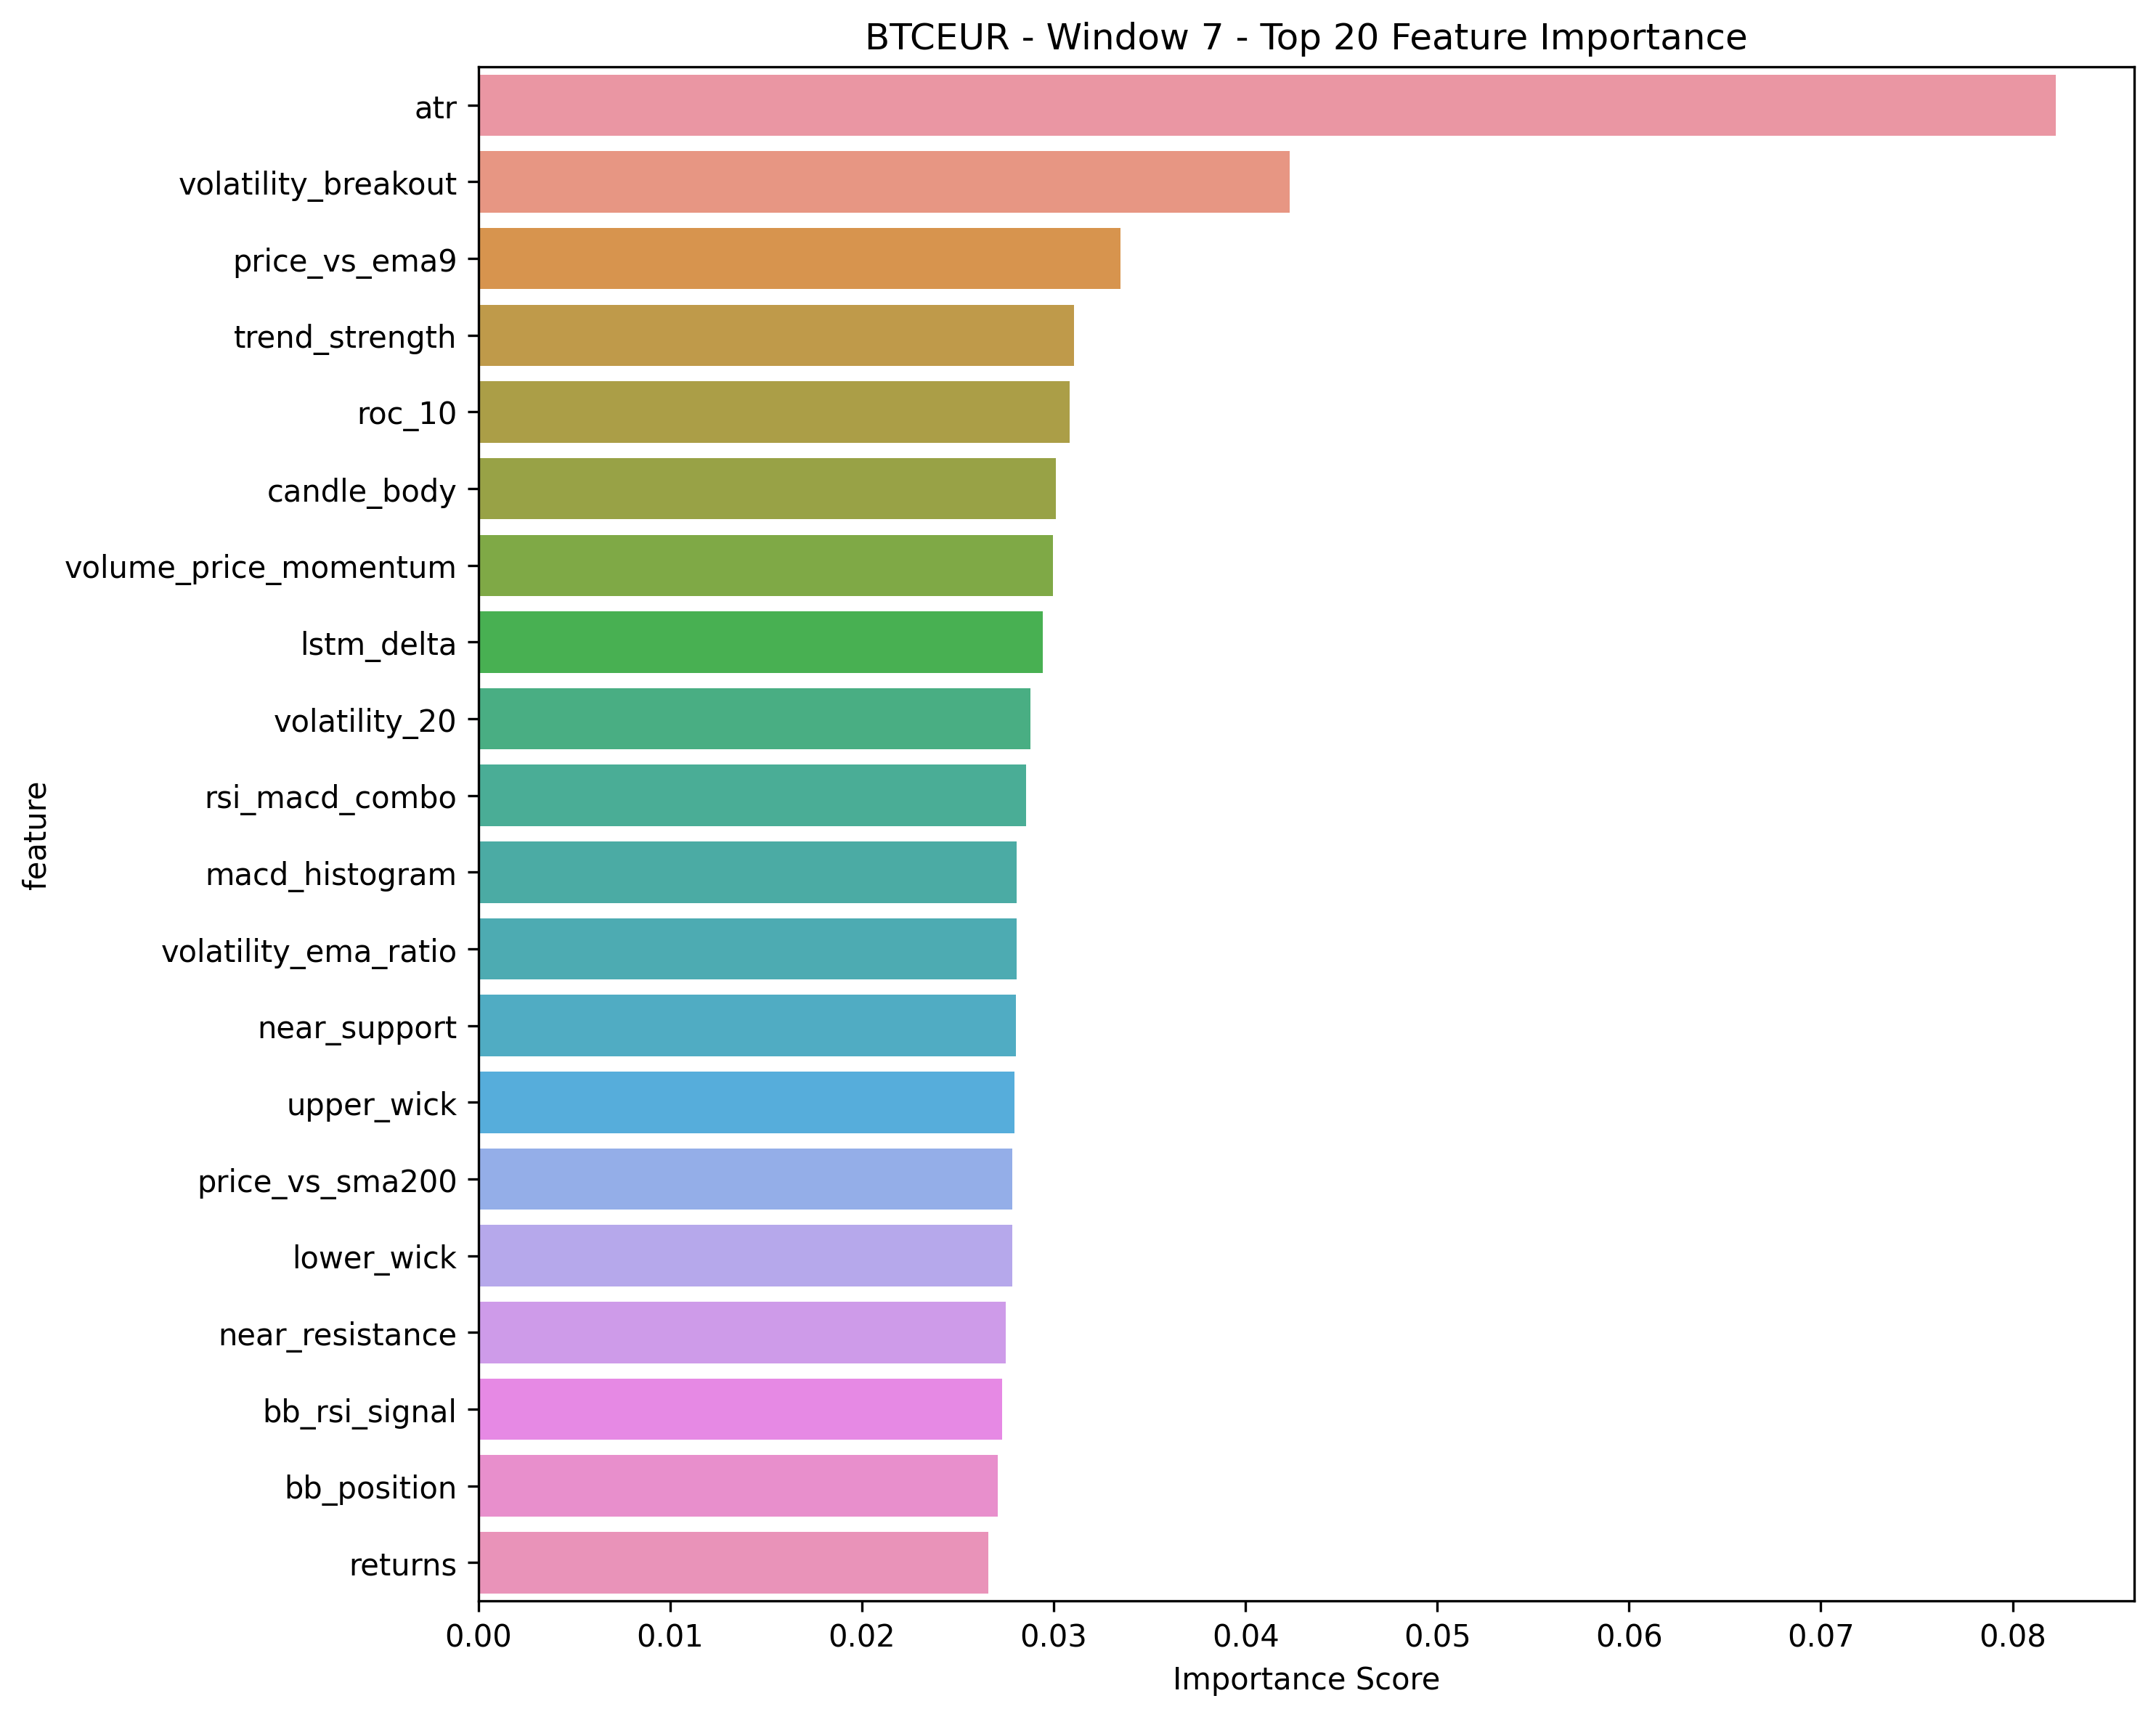 BTCEUR - Window 7 - Top 20 Feature Importance
atr
volatility_breakout
price_vs_ema9
trend_strength
roc_10
candle_body
volume_price_momentum
lstm_delta
volatility_20
rsi_macd_combo
macd_histogram
volatility_ema_ratio
near_support
upper_wick
price_vs_sma200
lower_wick
near_resistance
bb_rsi_signal
bb_position
returns
feature
0.00 0.01 0.02 0.03 0.04 0.05 0.06 0.07 0.08
Importance Score